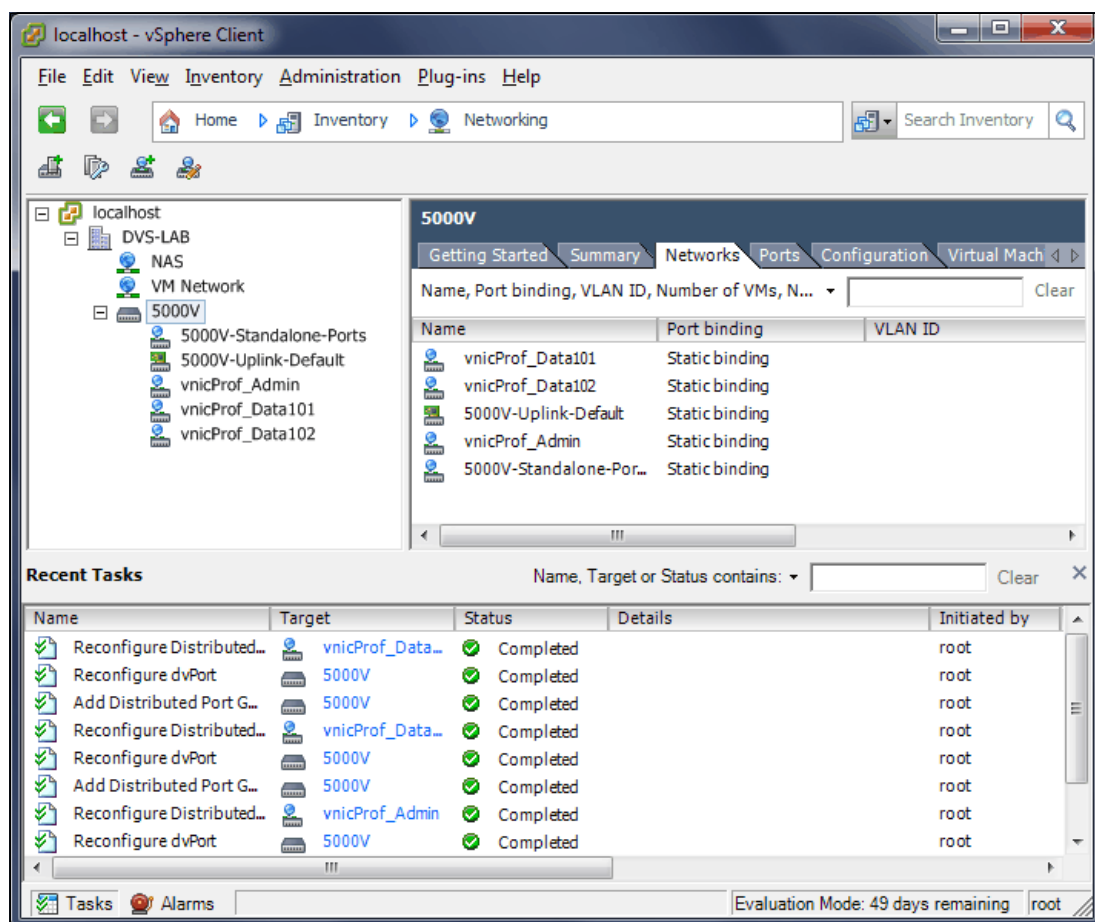 localhost - vSphere Client
File Edit View Inventory Administration Plug-ins Help
Home Inventory Networking Search Inventory
localhost
DVS-LAB
NAS
VM Network
5000V
5000V-Standalone-Ports
5000V-Uplink-Default
vnicProf_Admin
vnicProf_Data101
vnicProf_Data102
5000V
Getting Started Summary Networks Ports Configuration Virtual Mach
Name, Port binding, VLAN ID, Number of VMs, N... Clear
Name Port binding VLAN ID
vnicProf_Data101 Static binding
vnicProf_Data102 Static binding
5000V-Uplink-Default Static binding
vnicProf_Admin Static binding
5000V-Standalone-Por... Static binding
Recent Tasks Name, Target or Status contains: Clear
Name Target Status Details Initiated by
Reconfigure Distributed... vnicProf_Data... Completed root
Reconfigure dvPort 5000V Completed root
Add Distributed Port G... 5000V Completed root
Reconfigure Distributed... vnicProf_Data... Completed root
Reconfigure dvPort 5000V Completed root
Add Distributed Port G... 5000V Completed root
Reconfigure Distributed... vnicProf_Admin Completed root
Reconfigure dvPort 5000V Completed root
Tasks Alarms Evaluation Mode: 49 days remaining root